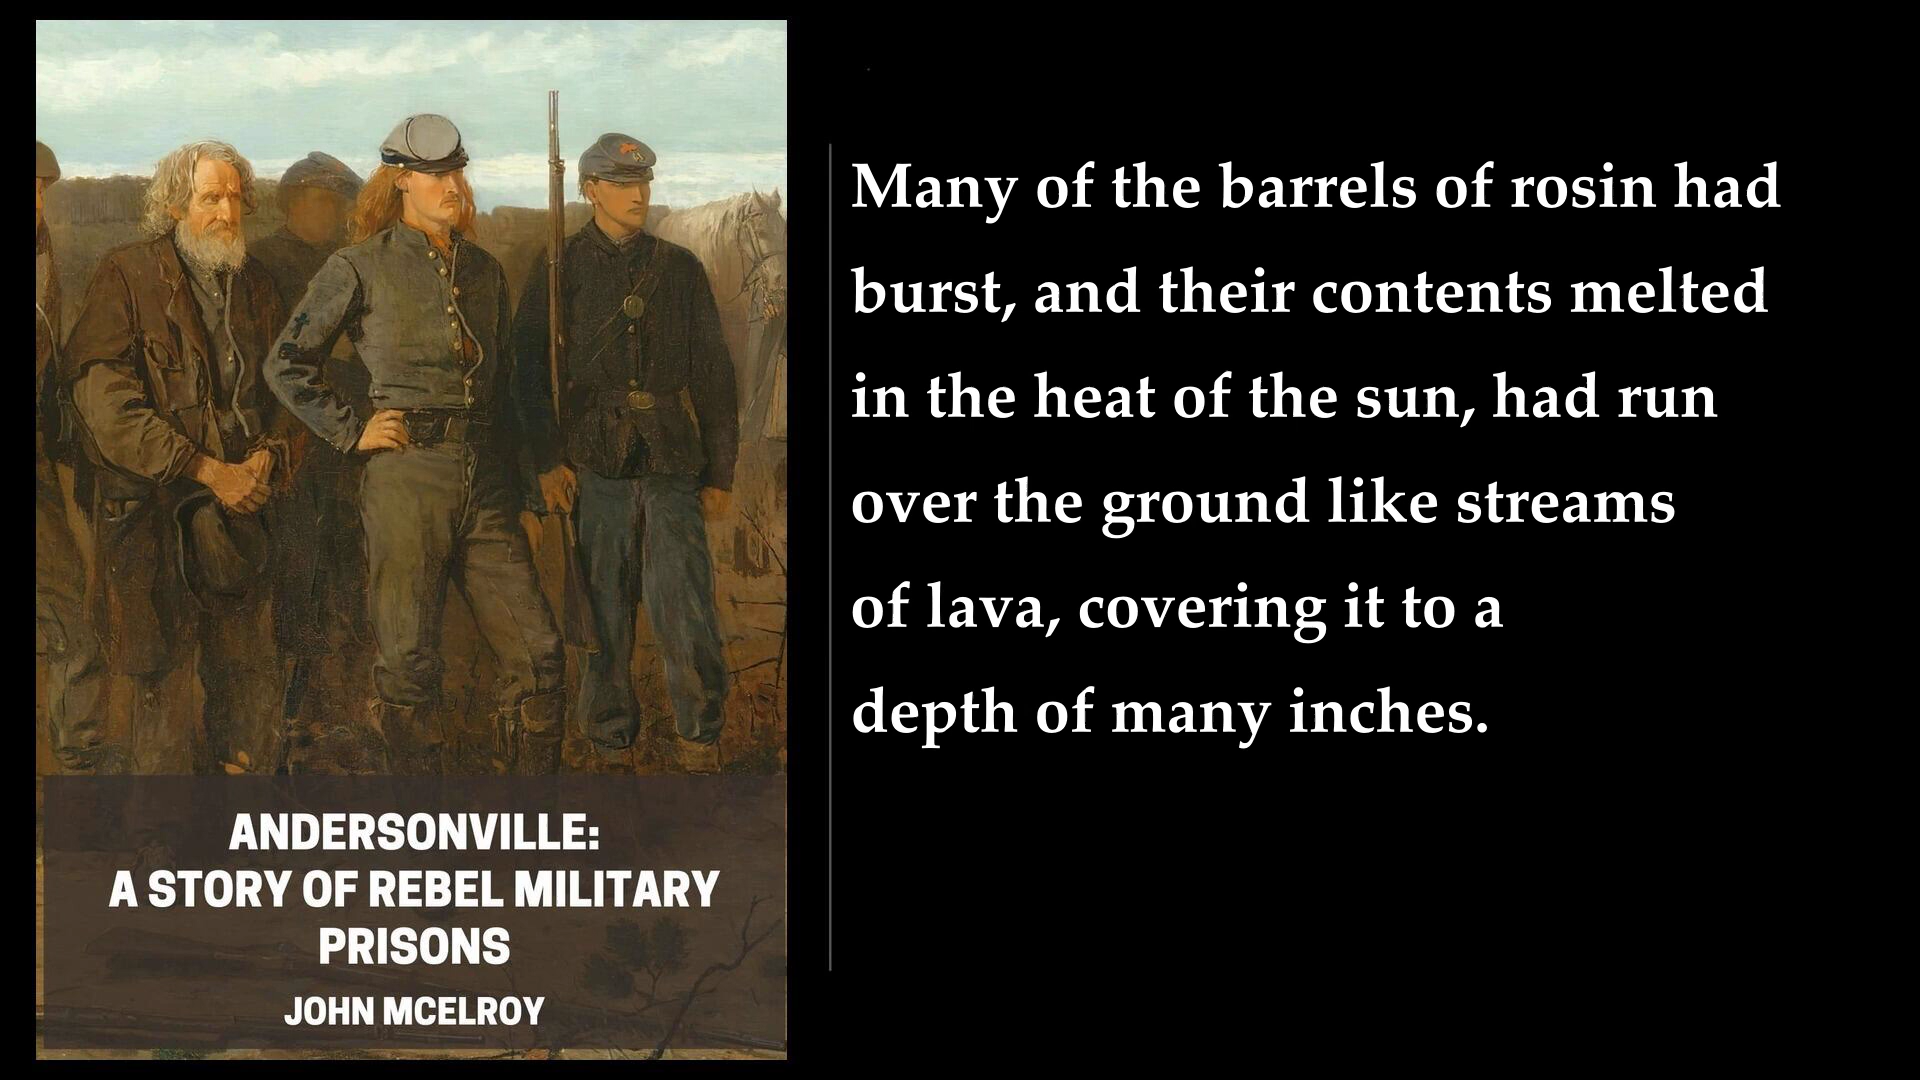 Many of the barrels of rosin had
burst, and their contents melted
in the heat of the sun, had run
over the ground like streams
of lava, covering it to a
depth of many inches.
ANDERSONVILLE:
A STORY OF REBEL MILITARY
PRISONS
JOHN MCELROY